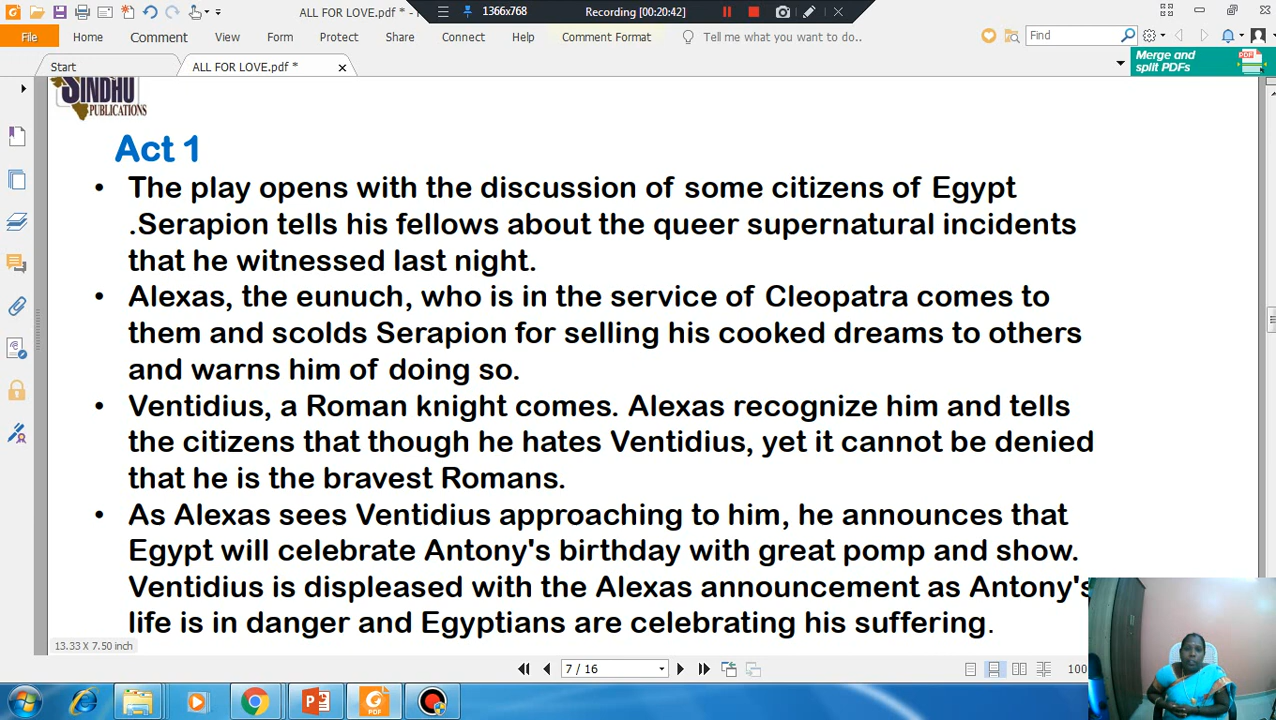 ALL FOR LOVE.pdf * -
1366x768
Recording [00:20:42]
File Home Comment View Form Protect Share Connect Help Comment Format Tell me what you want to do.. Find
Start
ALL FOR LOVE.pdf *
Merge and
split PDFs
SINDHU
PUBLICATIONS
Act 1
• The play opens with the discussion of some citizens of Egypt
.Serapion tells his fellows about the queer supernatural incidents
that he witnessed last night.
• Alexas, the eunuch, who is in the service of Cleopatra comes to
them and scolds Serapion for selling his cooked dreams to others
and warns him of doing so.
• Ventidius, a Roman knight comes. Alexas recognize him and tells
the citizens that though he hates Ventidius, yet it cannot be denied
that he is the bravest Romans.
• As Alexas sees Ventidius approaching to him, he announces that
Egypt will celebrate Antony's birthday with great pomp and show.
Ventidius is displeased with the Alexas announcement as Antony's
life is in danger and Egyptians are celebrating his suffering.
13.33 x 7.50 inch
7 / 16
100